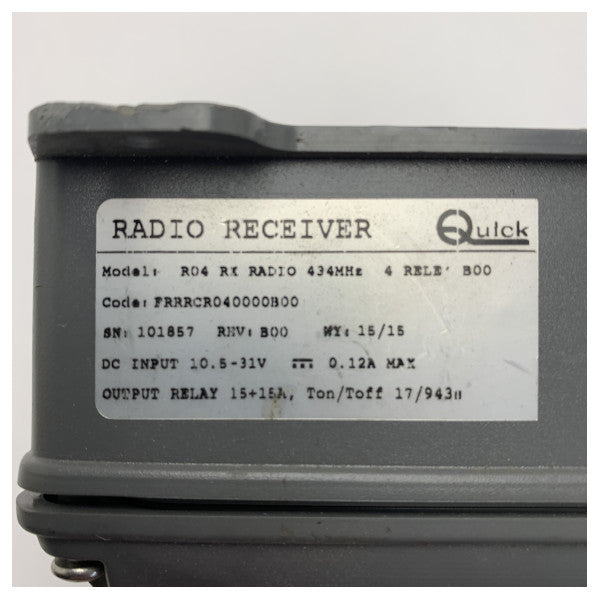 RADIO RECEIVER Quick
Model: R04 RX RADIO 434MHz 4 RELE' B00
Code: FRRRCR040000B00
SN: 101857 REV: B00 WY: 15/15
DC INPUT 10.5-31V 0.12A MAX
OUTPUT RELAY 15+15A, Ton/Toff 17/943